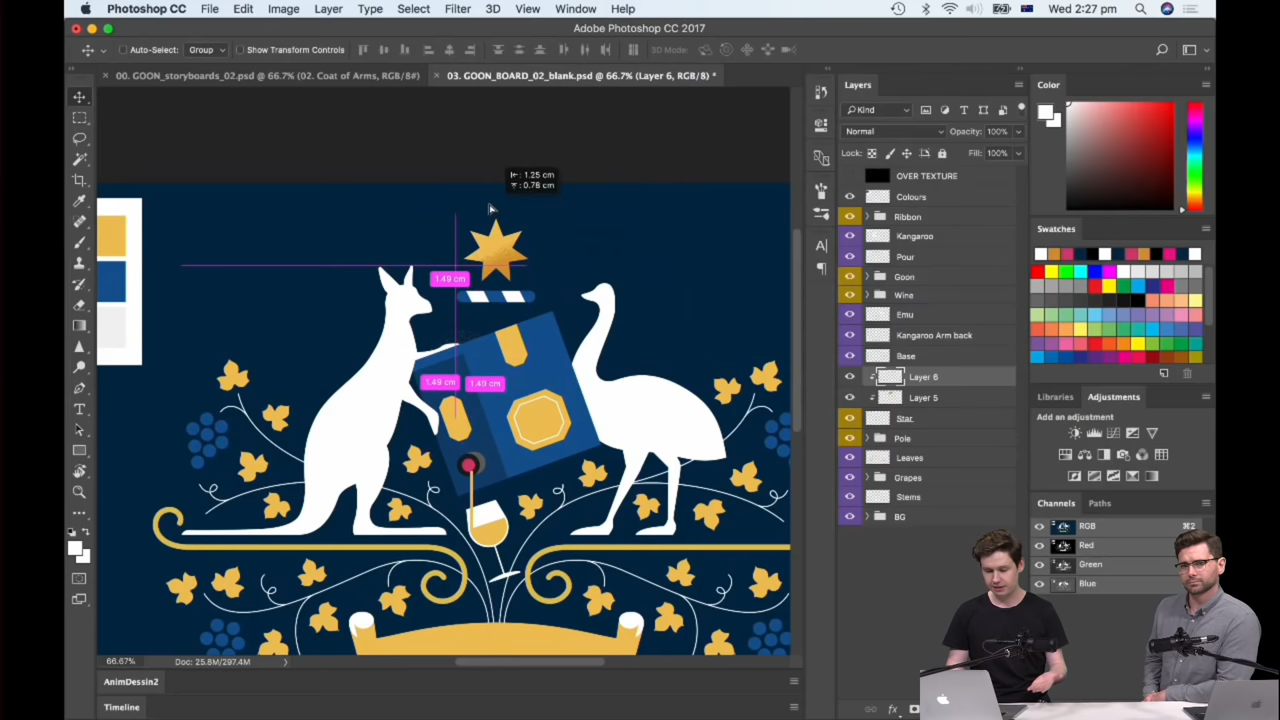 Photoshop CC File Edit Image Layer Type Select Filter 3D View Window Help Wed 2:27 pm
Adobe Photoshop CC 2017
Auto-Select: Group Show Transform Controls 3D Mode:
00. GOON_storyboards_02.psd @ 66.7% (02. Coat of Arms, RGB/8#) 03. GOON_BOARD_02_blank.psd @ 66.7% (Layer 6, RGB/8) *
1.25 cm
0.78 cm
1.49 cm
1.49 cm 1.49 cm
66.67% Doc: 25.8M/297.4M
AnimDessin2
Timeline
Layers
Kind
Normal Opacity: 100%
Lock: Fill: 100%
OVER TEXTURE
Colours
Ribbon
Kangaroo
Pour
Goon
Wine
Emu
Kangaroo Arm back
Base
Layer 6
Layer 5
Star
Pole
Leaves
Grapes
Stems
BG
fx
Color
Swatches
Libraries Adjustments
Add an adjustment
Channels Paths
RGB ⌘2
Red
Green
Blue